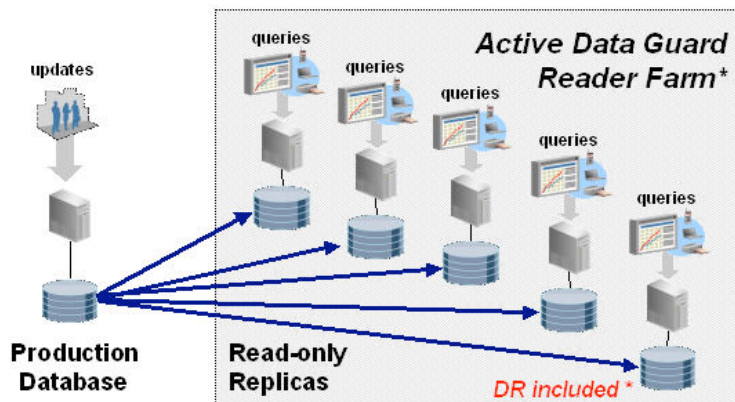 updates
queries
queries
queries
queries
queries
Active Data Guard
Reader Farm*
Production
Database
Read-only
Replicas
DR included *